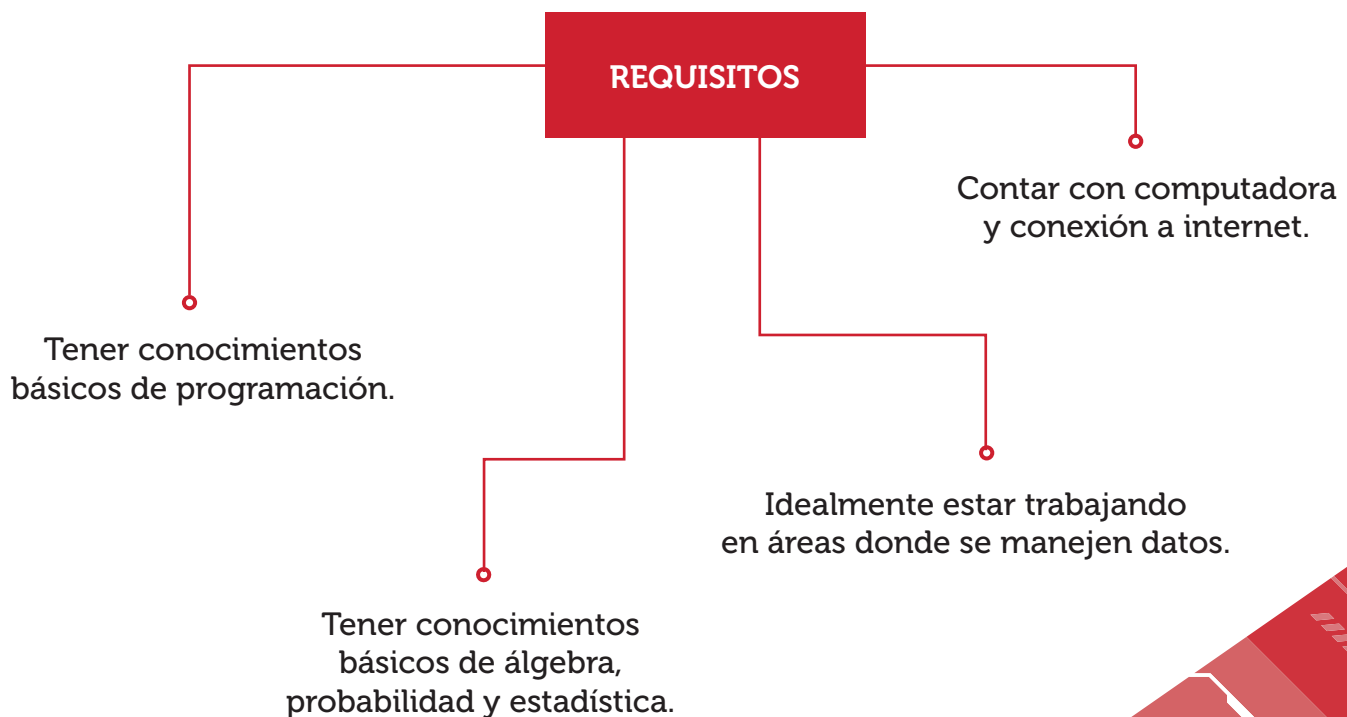 REQUISITOS
Contar con computadora
y conexión a internet.
Tener conocimientos
básicos de programación.
Idealmente estar trabajando
en áreas donde se manejen datos.
Tener conocimientos
básicos de álgebra,
probabilidad y estadística.